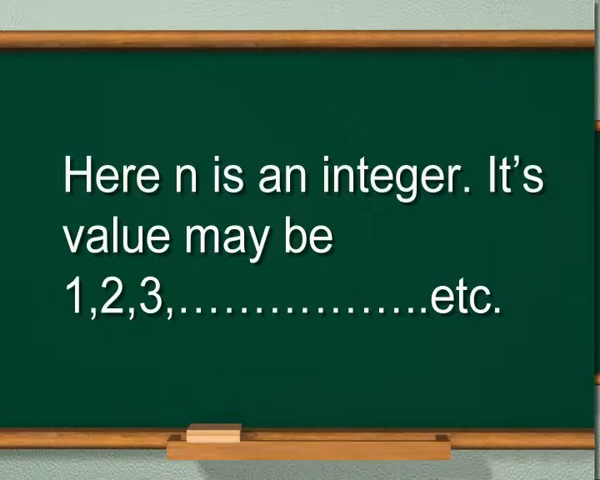 Here n is an integer. It’s
value may be
1,2,3,……………..etc.